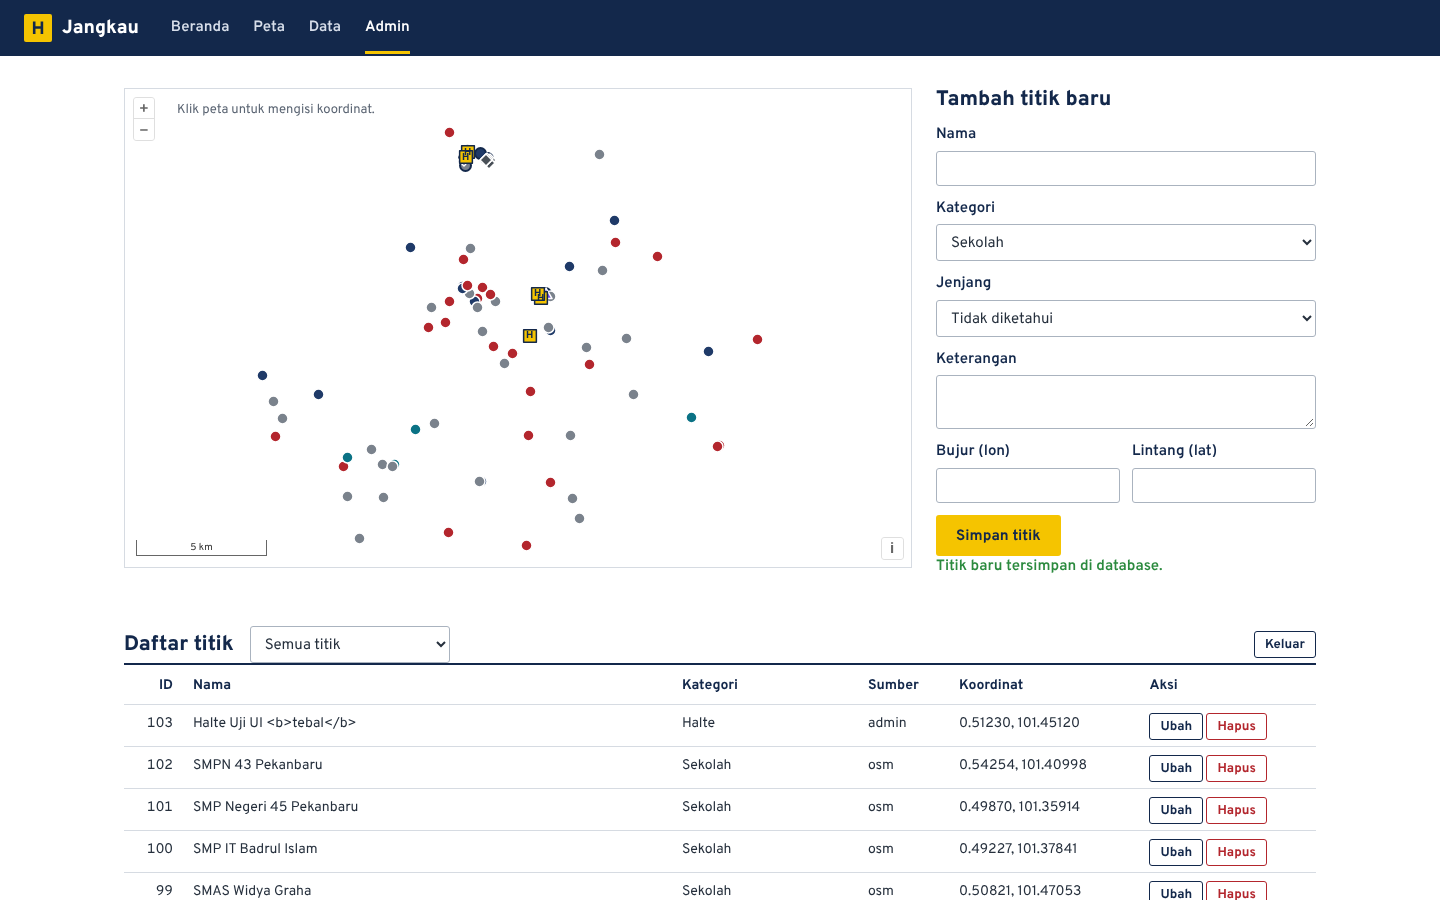 H Jangkau Beranda Peta Data Admin
+
−
Klik peta untuk mengisi koordinat.
H
H
H
H
H
5 km
i
Tambah titik baru
Nama
Kategori
Sekolah
Jenjang
Tidak diketahui
Keterangan
Bujur (lon) Lintang (lat)
Simpan titik
Titik baru tersimpan di database.
Daftar titik Semua titik Keluar
ID Nama Kategori Sumber Koordinat Aksi
103 Halte Uji UI <b>tebal</b> Halte admin 0.51230, 101.45120 Ubah Hapus
102 SMPN 43 Pekanbaru Sekolah osm 0.54254, 101.40998 Ubah Hapus
101 SMP Negeri 45 Pekanbaru Sekolah osm 0.49870, 101.35914 Ubah Hapus
100 SMP IT Badrul Islam Sekolah osm 0.49227, 101.37841 Ubah Hapus
99 SMAS Widya Graha Sekolah osm 0.50821, 101.47053 Ubah Hapus